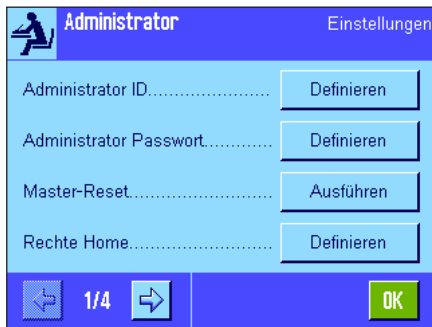 Administrator Einstellungen
Administrator ID....................... Definieren
Administrator Passwort............. Definieren
Master-Reset.......................... Ausführen
Rechte Home.......................... Definieren
1/4 OK